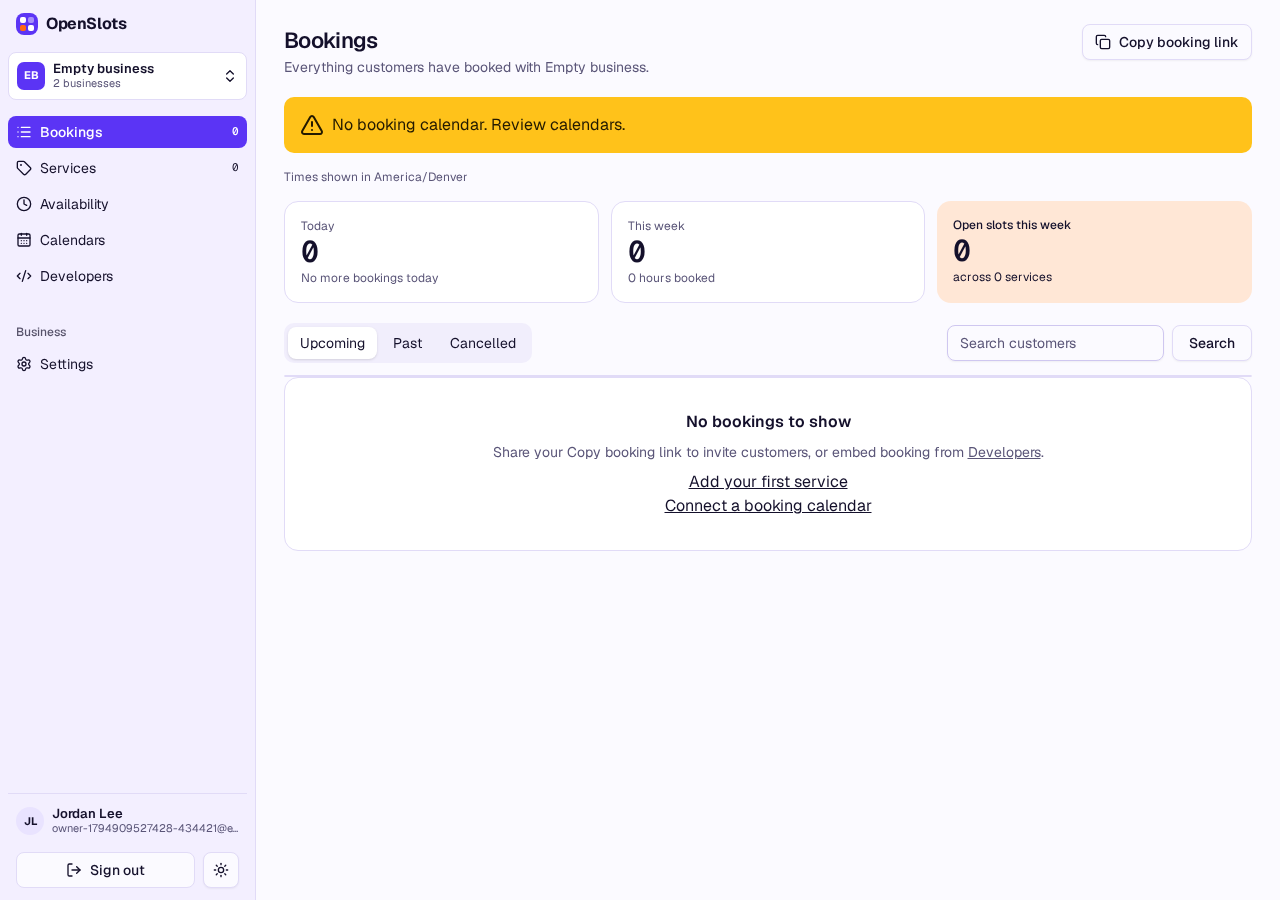 OpenSlots
EB
Empty business
2 businesses
Bookings 0
Services 0
Availability
Calendars
Developers
Business
Settings
JL
Jordan Lee
owner-1794909527428-434421@e…
Sign out
Bookings
Everything customers have booked with Empty business.
Copy booking link
No booking calendar. Review calendars.
Times shown in America/Denver
Today
0
No more bookings today
This week
0
0 hours booked
Open slots this week
0
across 0 services
Upcoming Past Cancelled
Search customers
Search
No bookings to show
Share your Copy booking link to invite customers, or embed booking from Developers.
Add your first service
Connect a booking calendar